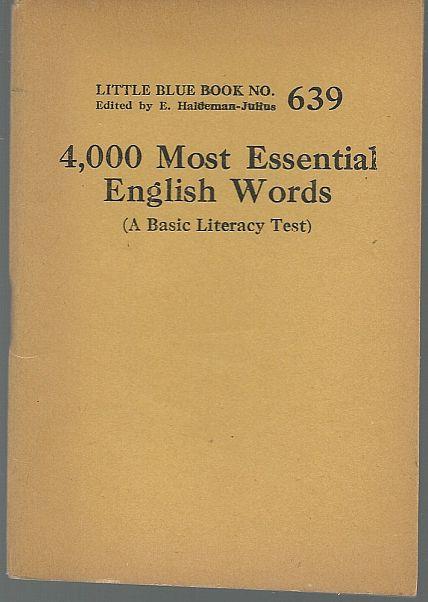 LITTLE BLUE BOOK NO. 639
Edited by E. Haldeman-Julius
4,000 Most Essential
English Words
(A Basic Literacy Test)